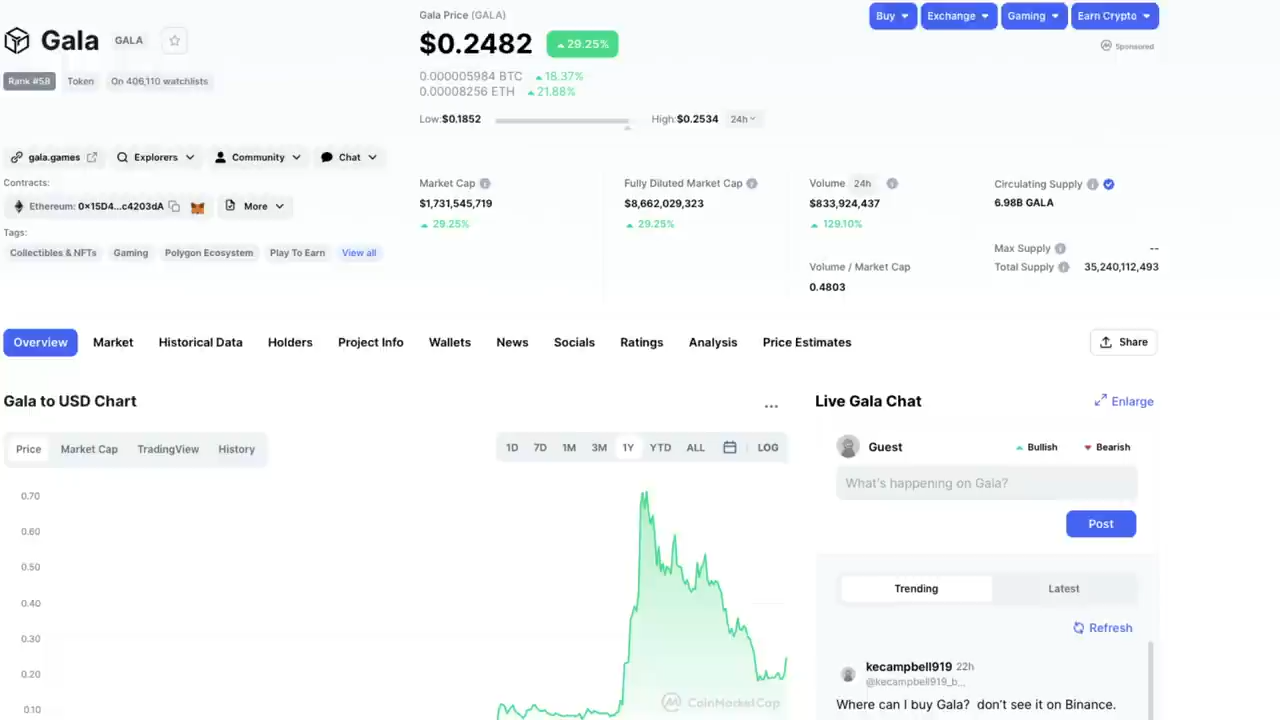 Gala GALA
Rank #58 Token On 406,110 watchlists
gala.games Explorers Community Chat
Contracts:
Ethereum: 0x15D4...c4203dA More
Tags:
Collectibles & NFTs Gaming Polygon Ecosystem Play To Earn View all
Gala Price (GALA)
$0.2482 29.25%
0.000005984 BTC 18.37%
0.00008256 ETH 21.88%
Low:$0.1852 High:$0.2534 24h
Buy Exchange Gaming Earn Crypto
Sponsored
Market Cap
$1,731,545,719
29.25%
Fully Diluted Market Cap
$8,662,029,323
29.25%
Volume 24h
$833,924,437
129.10%
Volume / Market Cap
0.4803
Circulating Supply
6.98B GALA
Max Supply --
Total Supply 35,240,112,493
Overview Market Historical Data Holders Project Info Wallets News Socials Ratings Analysis Price Estimates Share
Gala to USD Chart ...
Price Market Cap TradingView History 1D 7D 1M 3M 1Y YTD ALL LOG
0.70
0.60
0.50
0.40
0.30
0.20
0.10
CoinMarketCap
Live Gala Chat Enlarge
Guest Bullish Bearish
What's happening on Gala?
Post
Trending Latest
Refresh
kecampbell919 22h
@kecampbell919_b_..
Where can I buy Gala? don't see it on Binance.